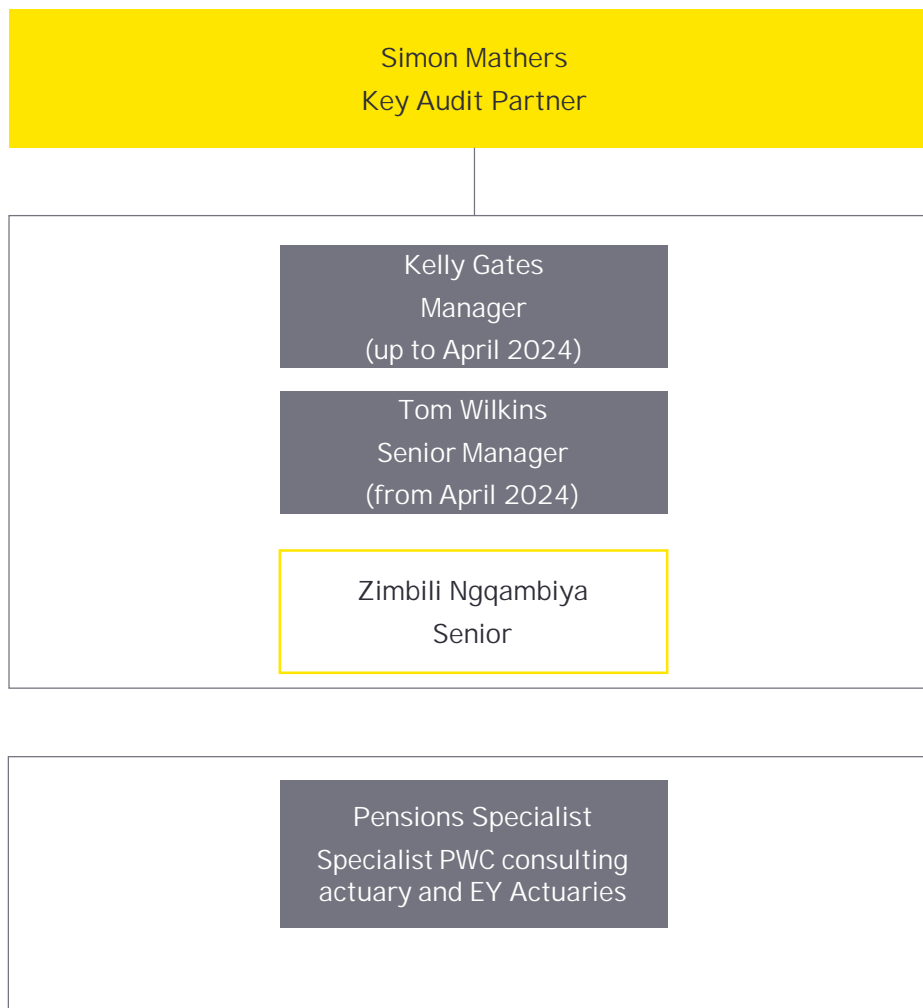 Simon Mathers
Key Audit Partner
Kelly Gates
Manager
(up to April 2024)
Tom Wilkins
Senior Manager
(from April 2024)
Zimbili Ngqambiya
Senior
Pensions Specialist
Specialist PWC consulting
actuary and EY Actuaries